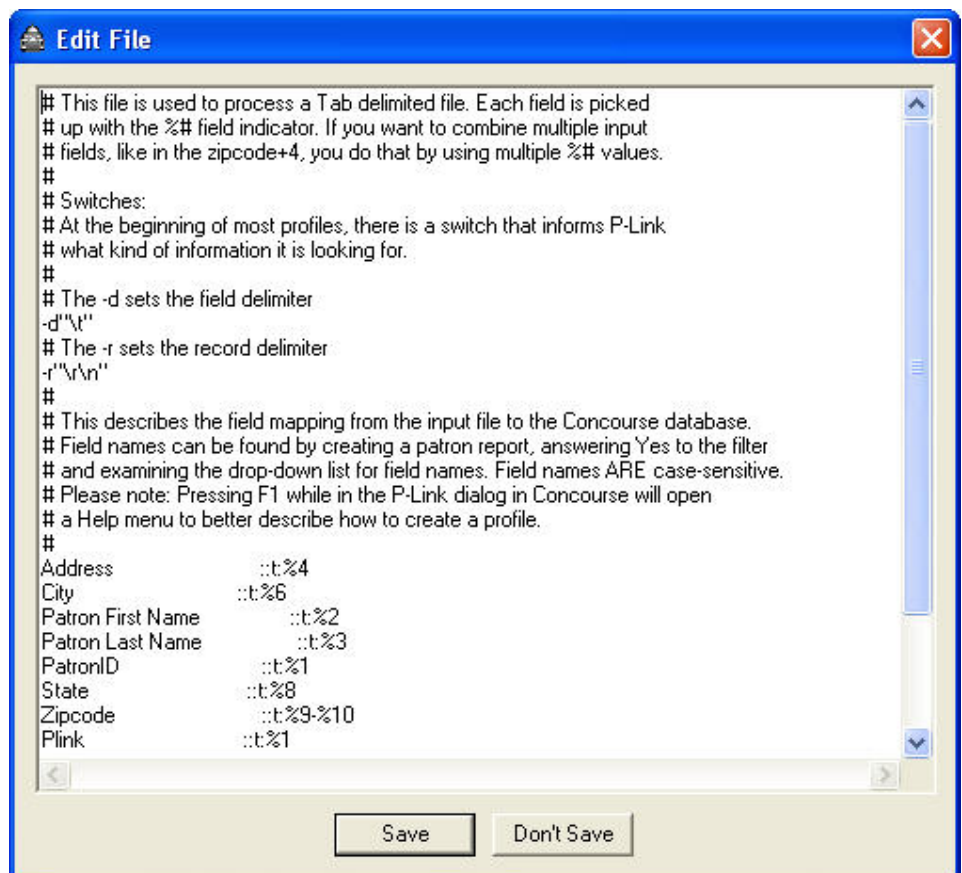 Edit File
# This file is used to process a Tab delimited file. Each field is picked
# up with the %# field indicator. If you want to combine multiple input
# fields, like in the zipcode+4, you do that by using multiple %# values.
#
# Switches:
# At the beginning of most profiles, there is a switch that informs P-Link
# what kind of information it is looking for.
#
# The -d sets the field delimiter
-d"\t"
# The -r sets the record delimiter
-r"\r\n"
#
# This describes the field mapping from the input file to the Concourse database.
# Field names can be found by creating a patron report, answering Yes to the filter
# and examining the drop-down list for field names. Field names ARE case-sensitive.
# Please note: Pressing F1 while in the P-Link dialog in Concourse will open
# a Help menu to better describe how to create a profile.
#
Address ::t:%4
City ::t:%6
Patron First Name ::t:%2
Patron Last Name ::t:%3
PatronID ::t:%1
State ::t:%8
Zipcode ::t:%9-%10
Plink ::t:%1
Save Don't Save